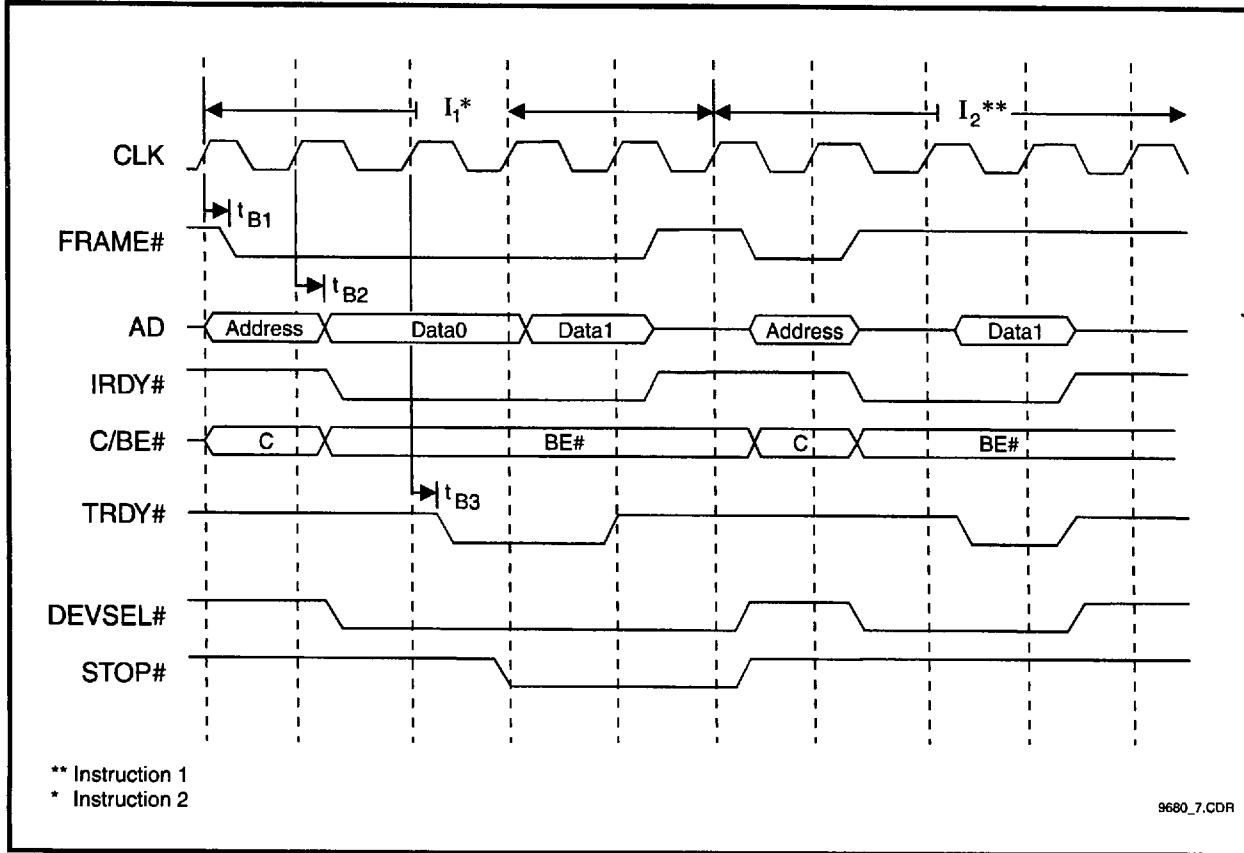 I1* I2**
CLK
tB1
FRAME#
tB2
AD Address Data0 Data1 Address Data1
IRDY#
C/BE# C BE# C BE#
tB3
TRDY#
DEVSEL#
STOP#
** Instruction 1
* Instruction 2
9680_7.CDR